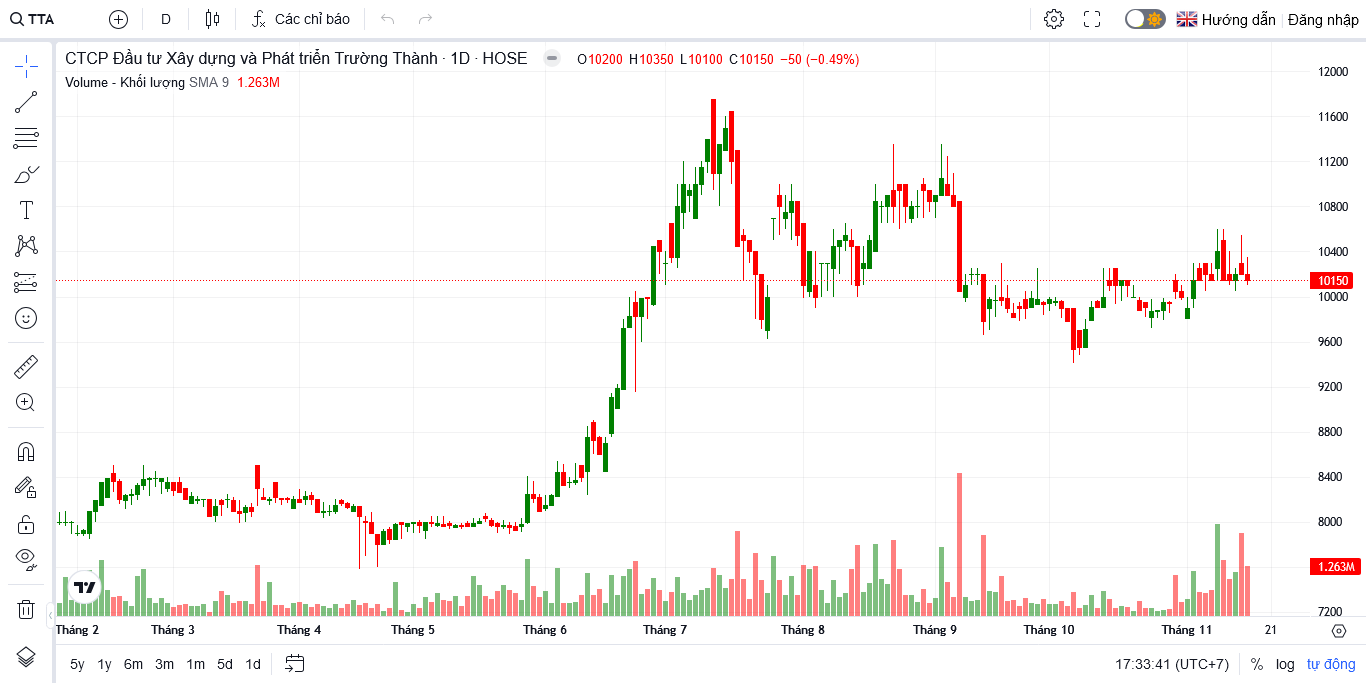 TTA D Các chỉ báo Hướng dẫn Đăng nhập
CTCP Đầu tư Xây dựng và Phát triển Trường Thành · 1D · HOSE O10200 H10350 L10100 C10150 −50 (−0.49%)
Volume - Khối lượng SMA 9 1.263M
12000
11600
11200
10800
10400
10150
10000
9600
9200
8800
8400
8000
1.263M
7200
Tháng 2 Tháng 3 Tháng 4 Tháng 5 Tháng 6 Tháng 7 Tháng 8 Tháng 9 Tháng 10 Tháng 11 21
5y 1y 6m 3m 1m 5d 1d 17:33:41 (UTC+7) % log tự động